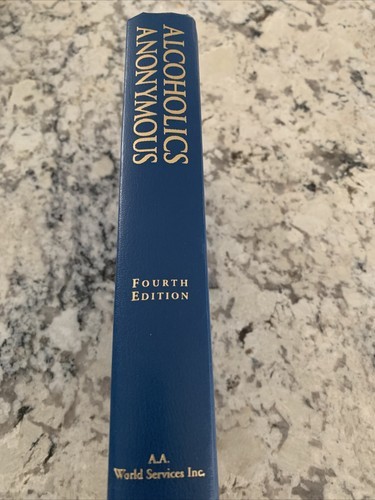 ALCOHOLICS
ANONYMOUS
FOURTH
EDITION
A.A.
World Services Inc.